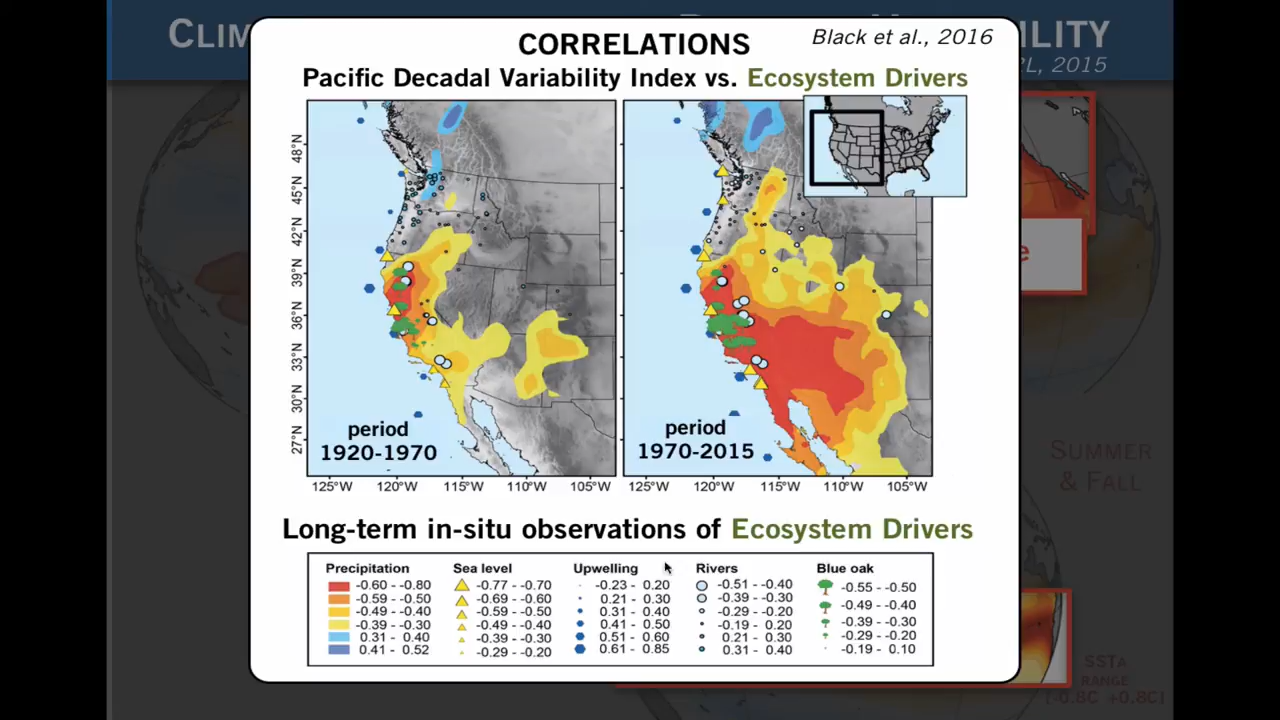 CLIM
ILITY
RL, 2015
CORRELATIONS
Black et al., 2016
Pacific Decadal Variability Index vs. Ecosystem Drivers
48°N
45°N
42°N
39°N
36°N
33°N
30°N
27°N
period
1920-1970
period
1970-2015
125°W 120°W 115°W 110°W 105°W
125°W 120°W 115°W 110°W 105°W
e
SUMMER
& FALL
Long-term in-situ observations of Ecosystem Drivers
Precipitation
-0.60 - -0.80
-0.59 - -0.50
-0.49 - -0.40
-0.39 - -0.30
0.31 - 0.40
0.41 - 0.52
Sea level
-0.77 - -0.70
-0.69 - -0.60
-0.59 - -0.50
-0.49 - -0.40
-0.39 - -0.30
-0.29 - -0.20
Upwelling
-0.23 - 0.20
0.21 - 0.30
0.31 - 0.40
0.41 - 0.50
0.51 - 0.60
0.61 - 0.85
Rivers
-0.51 - -0.40
-0.39 - -0.30
-0.29 - -0.20
-0.19 - 0.20
0.21 - 0.30
0.31 - 0.40
Blue oak
-0.55 - -0.50
-0.49 - -0.40
-0.39 - -0.30
-0.29 - -0.20
-0.19 - 0.10
SSTa
RANGE
[-0.8C +0.8C]